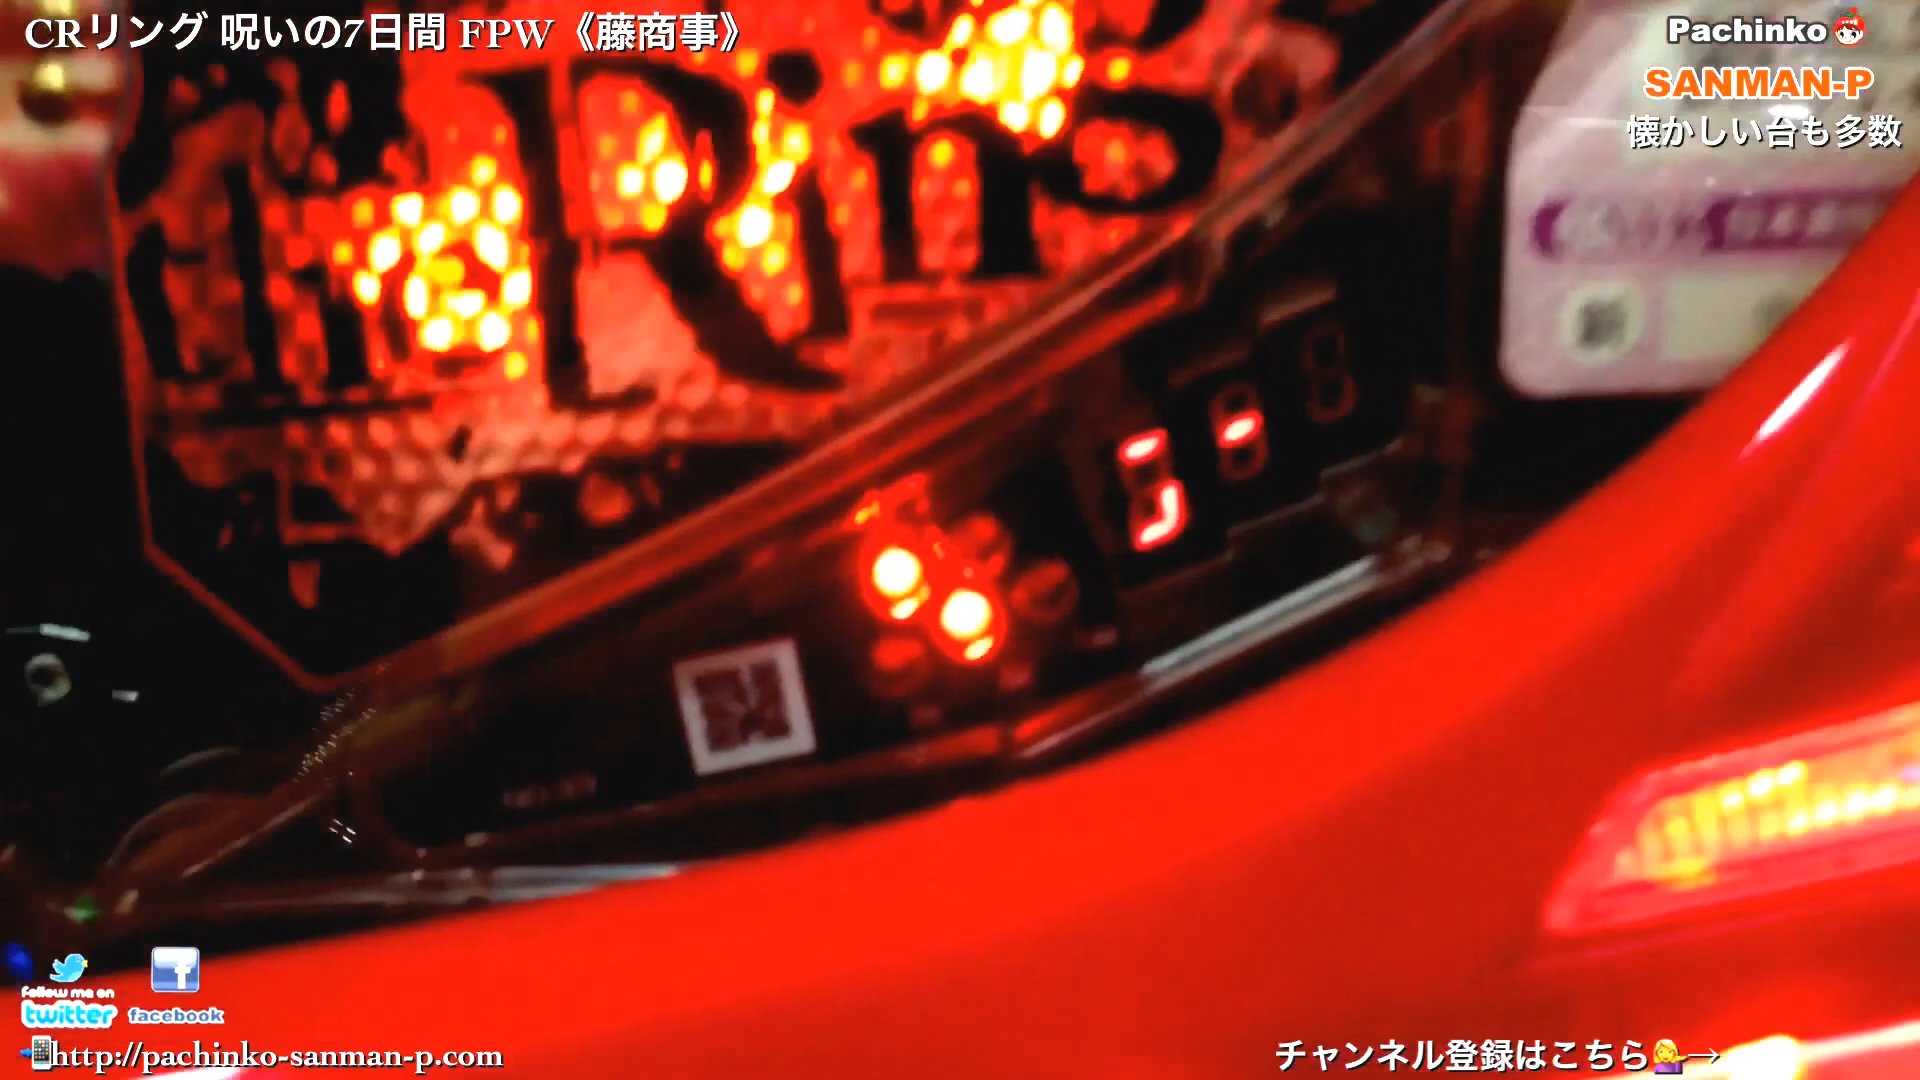 CRリング 呪いの7日間 FPW《藤商事》
Pachinko
SANMAN-P
懐かしい台も多数
Ring
follow me on
twitter
facebook
http://pachinko-sanman-p.com
チャンネル登録はこちら💁→